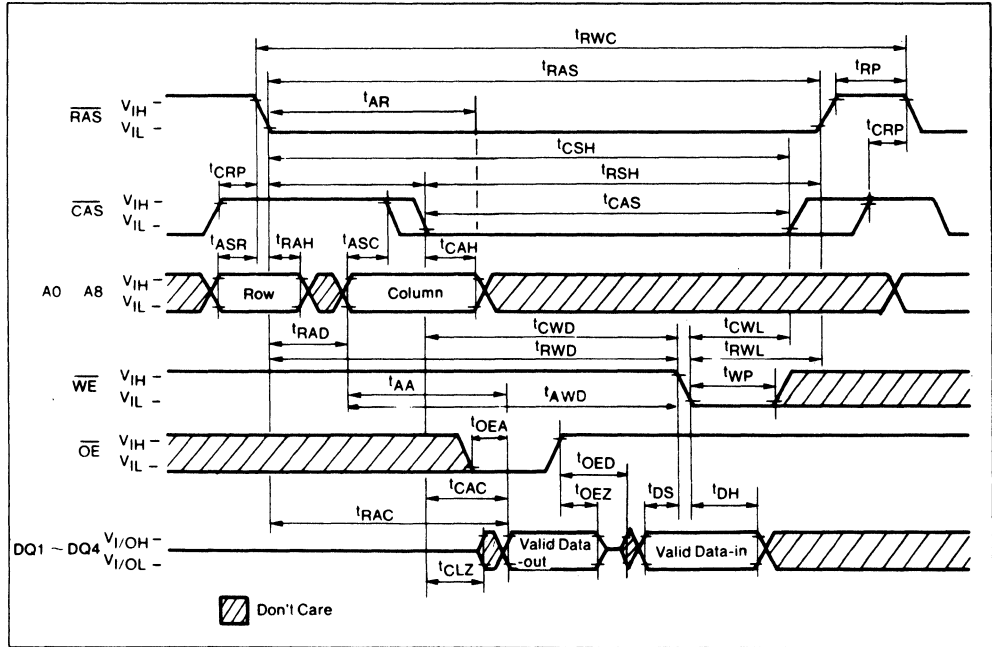 tRWC
tRAS
tRP
tAR
RAS
VIH –
VIL –
tCRP
tCSH
tCRP
tRSH
CAS
VIH –
VIL –
tCAS
tASR
tRAH
tASC
tCAH
A0 A8
VIH –
VIL –
Row
Column
tRAD
tCWD
tCWL
tRWD
tRWL
WE
VIH –
VIL –
tWP
tAA
tAWD
tOEA
OE
VIH –
VIL –
tOED
tCAC
tOEZ
tDS
tDH
tRAC
DQ1 ~ DQ4
VI/OH –
VI/OL –
Valid Data
-out
Valid Data-in
tCLZ
Don't Care